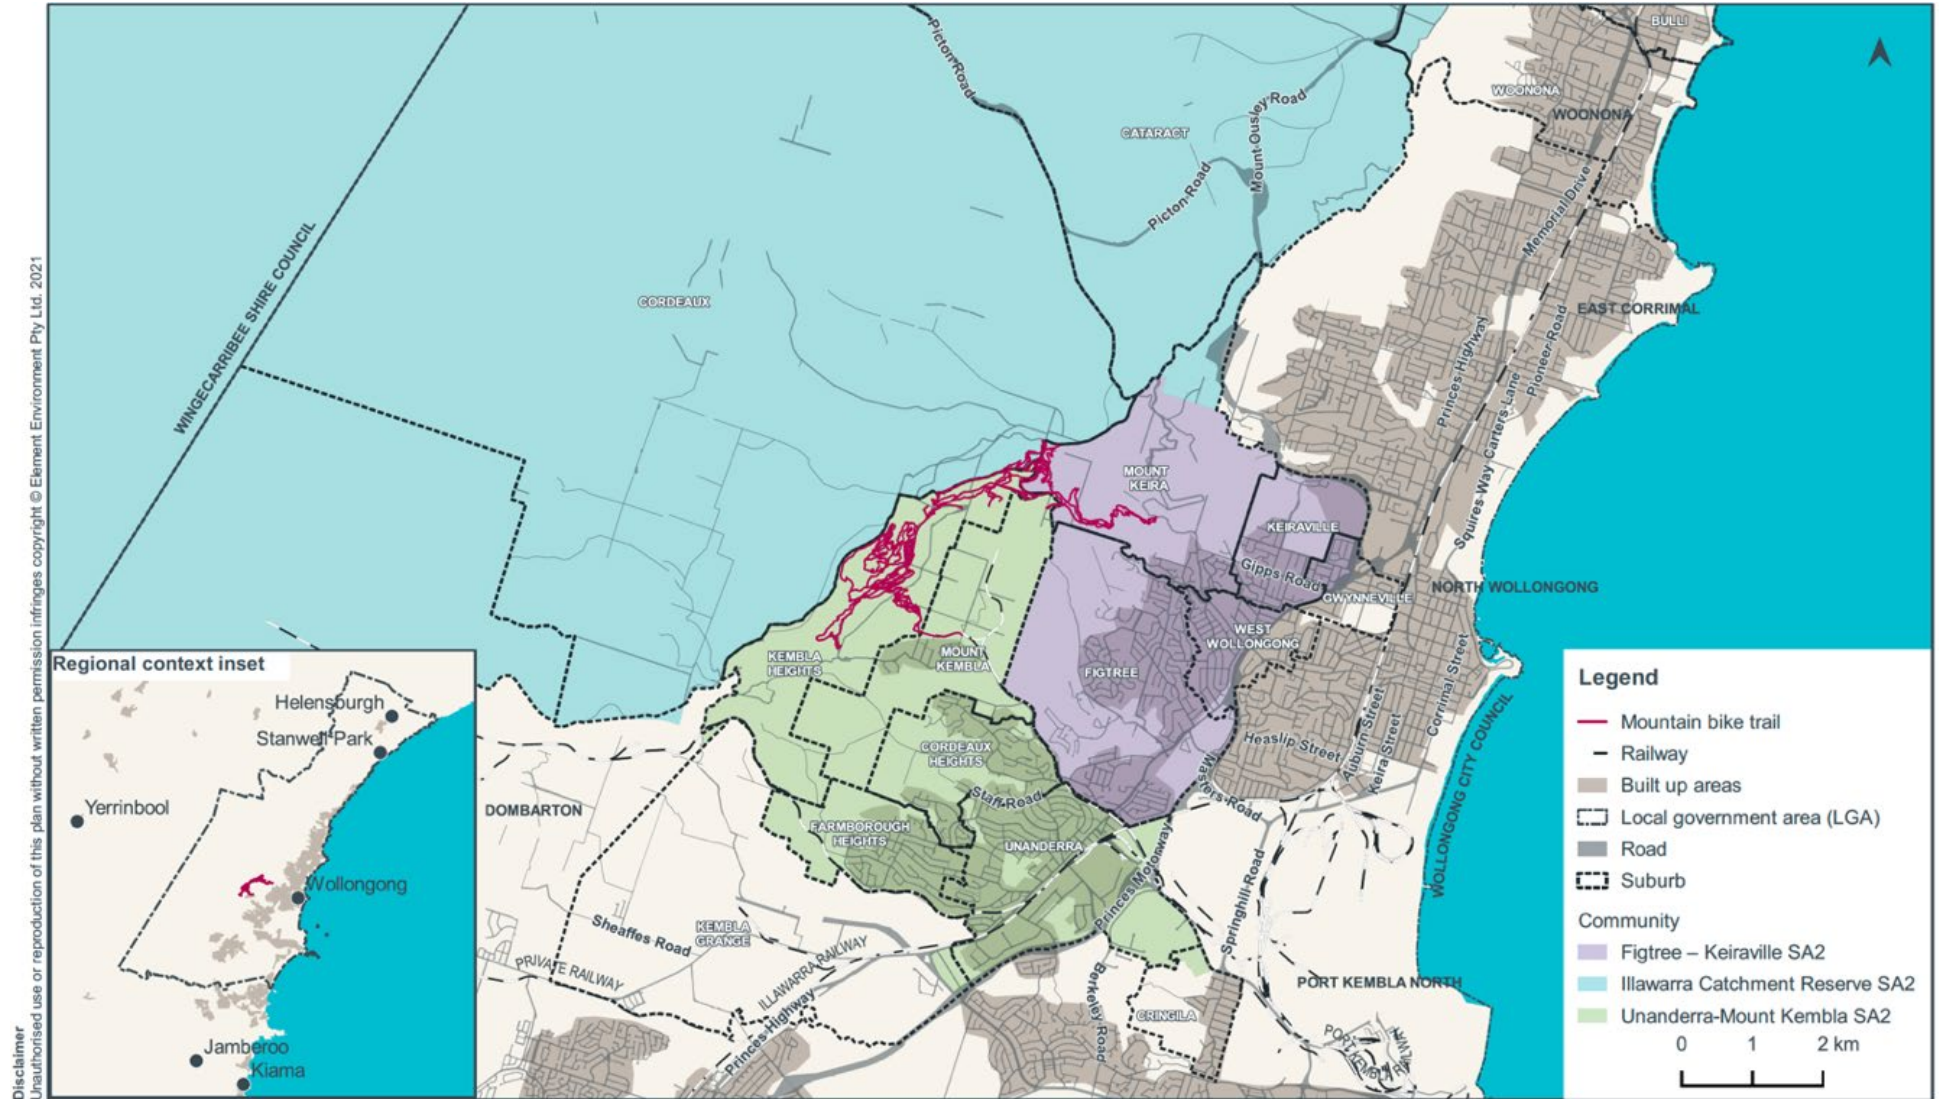 BULLI
Picton Road
WOONONA
Mount Ousley Road
WOONONA
CATARACT
Picton Road
Memorial Drive
WINGECARRIBEE SHIRE COUNCIL
CORDEAUX
EAST CORRIMAL
Princes Highway
Pioneer Road
Carters Lane
Squires Way
MOUNT
KEIRA
KEIRAVILLE
Gipps Road
NORTH WOLLONGONG
GWYNNEVILLE
WEST
WOLLONGONG
KEMBLA
HEIGHTS
MOUNT
KEMBLA
FIGTREE
Corrimal Street
Auburn Street
Keira Street
Heaslip Street
CORDEAUX
HEIGHTS
Masters Road
Staff Road
WOLLONGONG CITY COUNCIL
DOMBARTON
FARMBOROUGH
HEIGHTS
UNANDERRA
Princes Motorway
Springhill Road
Sheaffes Road
KEMBLA
GRANGE
PRIVATE RAILWAY
ILLAWARRA RAILWAY
Princes Highway
Berkeley Road
PORT KEMBLA NORTH
CRINGILA
Regional context inset
Helensburgh
Stanwell Park
Yerrinbool
Wollongong
Jamberoo
Kiama
Legend
Mountain bike trail
Railway
Built up areas
Local government area (LGA)
Road
Suburb
Community
Figtree – Keiraville SA2
Illawarra Catchment Reserve SA2
Unanderra-Mount Kembla SA2
0 1 2 km
Disclaimer
Unauthorised use or reproduction of this plan without written permission infringes copyright © Element Environment Pty Ltd. 2021